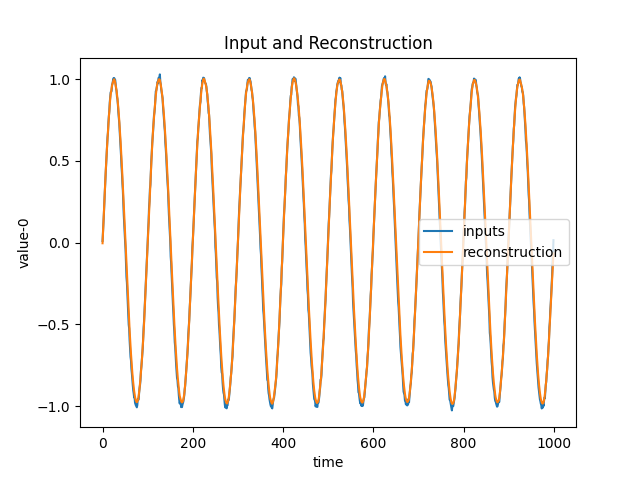 Input and Reconstruction
1.0
0.5
0.0
−0.5
−1.0
value-0
inputs
reconstruction
0 200 400 600 800 1000
time